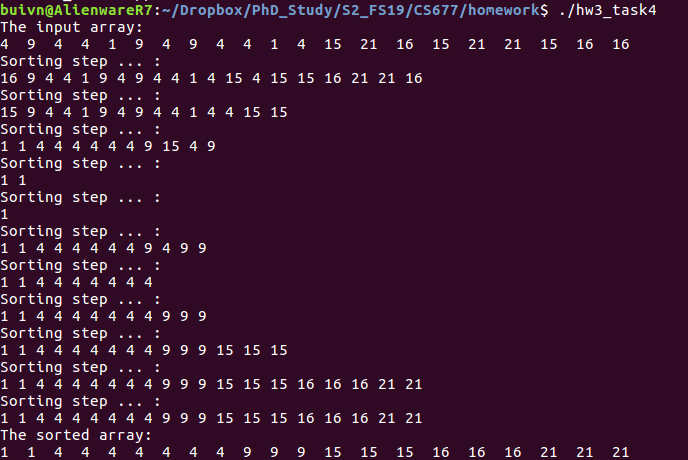 buivn@AlienwareR7:~/Dropbox/PhD_Study/S2_FS19/CS677/homework$ ./hw3_task4
The input array:
4 9 4 4 1 9 4 9 4 4 1 4 15 21 16 15 21 21 15 16 16
Sorting step ... :
16 9 4 4 1 9 4 9 4 4 1 4 15 4 15 15 16 21 21 16
Sorting step ... :
15 9 4 4 1 9 4 9 4 4 1 4 4 15 15
Sorting step ... :
1 1 4 4 4 4 4 4 9 15 4 9
Sorting step ... :
1 1
Sorting step ... :
1
Sorting step ... :
1 1 4 4 4 4 4 4 9 4 9 9
Sorting step ... :
1 1 4 4 4 4 4 4 4
Sorting step ... :
1 1 4 4 4 4 4 4 4 9 9 9
Sorting step ... :
1 1 4 4 4 4 4 4 4 9 9 9 15 15 15
Sorting step ... :
1 1 4 4 4 4 4 4 4 9 9 9 15 15 15 16 16 16 21 21
Sorting step ... :
1 1 4 4 4 4 4 4 4 9 9 9 15 15 15 16 16 16 21 21
The sorted array:
1 1 4 4 4 4 4 4 4 9 9 9 15 15 15 16 16 16 21 21 21